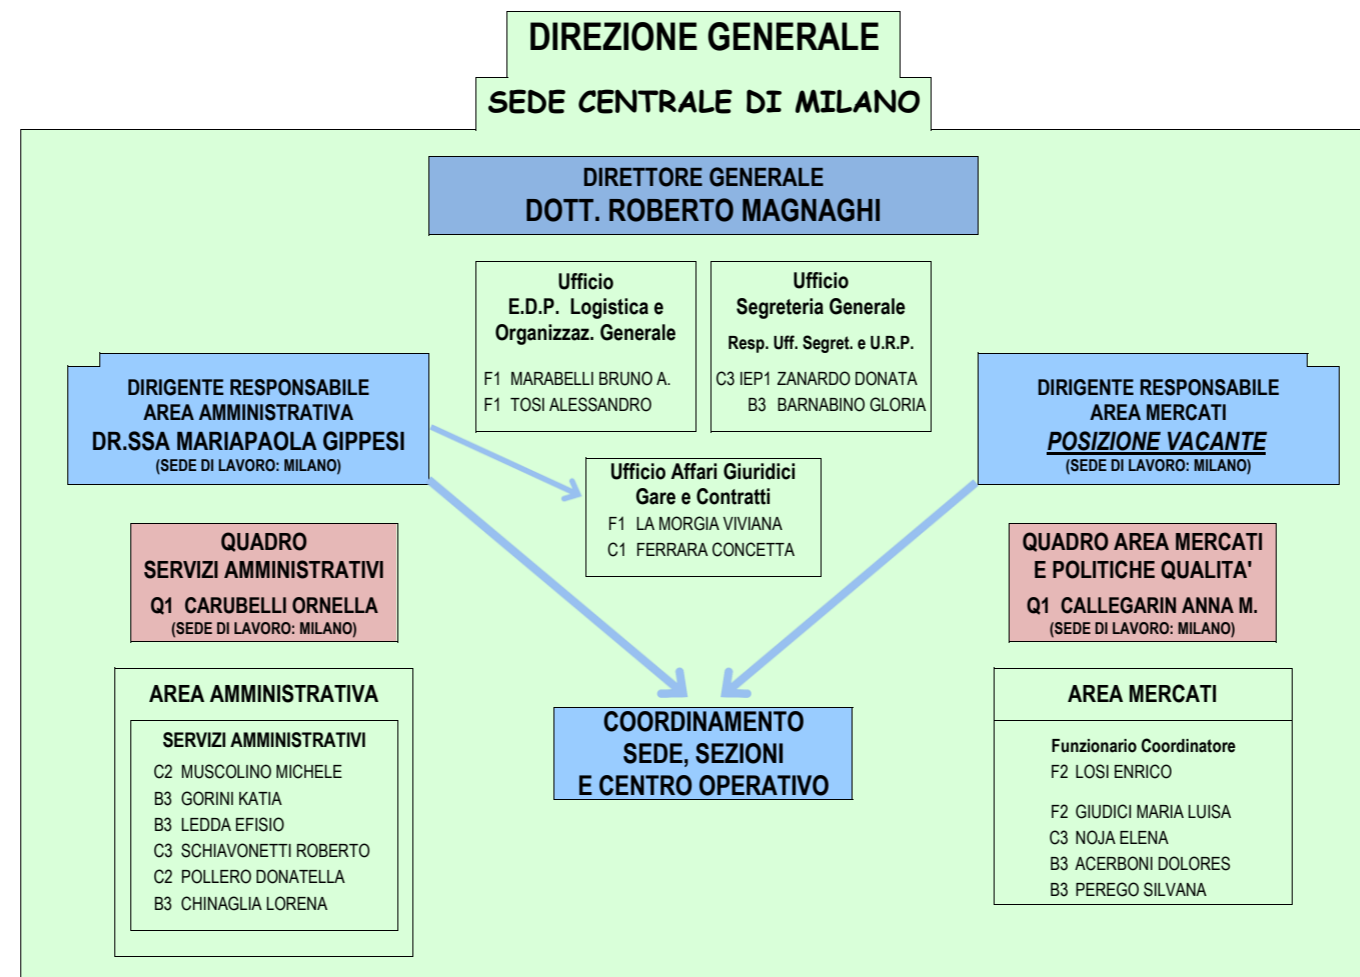 DIREZIONE GENERALE
SEDE CENTRALE DI MILANO
DIRETTORE GENERALE
DOTT. ROBERTO MAGNAGHI
Ufficio
E.D.P. Logistica e
Organizzaz. Generale
F1 MARABELLI BRUNO A.
F1 TOSI ALESSANDRO
Ufficio
Segreteria Generale
Resp. Uff. Segret. e U.R.P.
C3 IEP1 ZANARDO DONATA
B3 BARNABINO GLORIA
DIRIGENTE RESPONSABILE
AREA AMMINISTRATIVA
DR.SSA MARIAPAOLA GIPPESI
(SEDE DI LAVORO: MILANO)
DIRIGENTE RESPONSABILE
AREA MERCATI
POSIZIONE VACANTE
(SEDE DI LAVORO: MILANO)
Ufficio Affari Giuridici
Gare e Contratti
F1 LA MORGIA VIVIANA
C1 FERRARA CONCETTA
QUADRO
SERVIZI AMMINISTRATIVI
Q1 CARUBELLI ORNELLA
(SEDE DI LAVORO: MILANO)
QUADRO AREA MERCATI
E POLITICHE QUALITA'
Q1 CALLEGARIN ANNA M.
(SEDE DI LAVORO: MILANO)
AREA AMMINISTRATIVA
SERVIZI AMMINISTRATIVI
C2 MUSCOLINO MICHELE
B3 GORINI KATIA
B3 LEDDA EFISIO
C3 SCHIAVONETTI ROBERTO
C2 POLLERO DONATELLA
B3 CHINAGLIA LORENA
COORDINAMENTO
SEDE, SEZIONI
E CENTRO OPERATIVO
AREA MERCATI
Funzionario Coordinatore
F2 LOSI ENRICO
F2 GIUDICI MARIA LUISA
C3 NOJA ELENA
B3 ACERBONI DOLORES
B3 PEREGO SILVANA